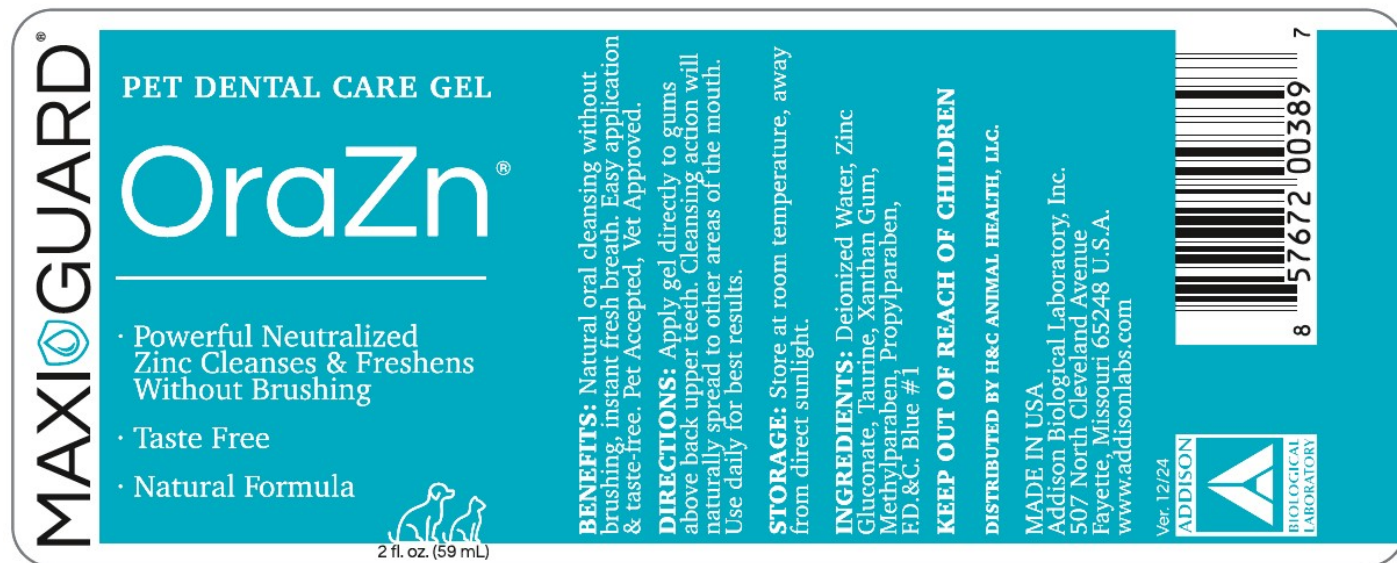 MAXI GUARD®
PET DENTAL CARE GEL
OraZn®
· Powerful Neutralized
Zinc Cleanses & Freshens
Without Brushing
· Taste Free
· Natural Formula
2 fl. oz. (59 mL)
BENEFITS: Natural oral cleansing without
brushing, instant fresh breath. Easy application
& taste-free. Pet Accepted, Vet Approved.
DIRECTIONS: Apply gel directly to gums
above back upper teeth. Cleansing action will
naturally spread to other areas of the mouth.
Use daily for best results.
STORAGE: Store at room temperature, away
from direct sunlight.
INGREDIENTS: Deionized Water, Zinc
Gluconate, Taurine, Xanthan Gum,
Methylparaben, Propylparaben,
F.D.&C. Blue #1
KEEP OUT OF REACH OF CHILDREN
DISTRIBUTED BY H&C ANIMAL HEALTH, LLC.
MADE IN USA
Addison Biological Laboratory, Inc.
507 North Cleveland Avenue
Fayette, Missouri 65248 U.S.A.
www.addisonlabs.com
Ver. 12/24
ADDISON
BIOLOGICAL
LABORATORY
8 57672 00389 7